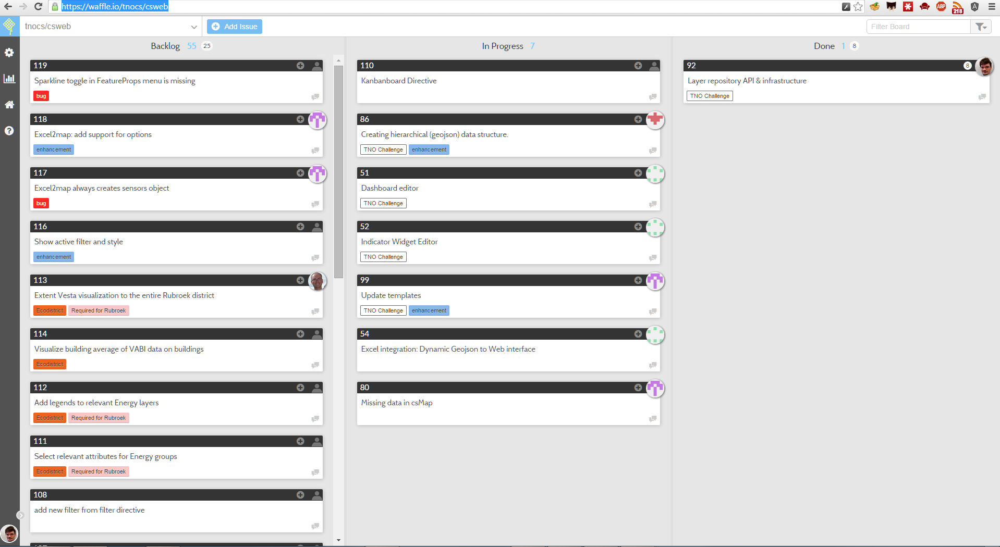 https://waffle.io/tnocs/csweb
ABP
218
tnocs/csweb
Add Issue
Filter Board
Backlog 55 25
119
Sparkline toggle in FeatureProps menu is missing
bug
118
Excel2map: add support for options
enhancement
117
Excel2map always creates sensors object
bug
116
Show active filter and style
enhancement
113
Extent Vesta visualization to the entire Rubroek district
Ecodistrict Required for Rubroek
114
Visualize building average of VABI data on buildings
Ecodistrict
112
Add legends to relevant Energy layers
Ecodistrict Required for Rubroek
111
Select relevant attributes for Energy groups
Ecodistrict Required for Rubroek
108
add new filter from filter directive
In Progress 7
110
Kanbanboard Directive
86
Creating hierarchical (geojson) data structure.
TNO Challenge enhancement
51
Dashboard editor
TNO Challenge
52
Indicator Widget Editor
TNO Challenge
99
Update templates
TNO Challenge enhancement
54
Excel integration: Dynamic Geojson to Web interface
80
Missing data in csMap
Done 1 8
92 8
Layer repository API & infrastructure
TNO Challenge